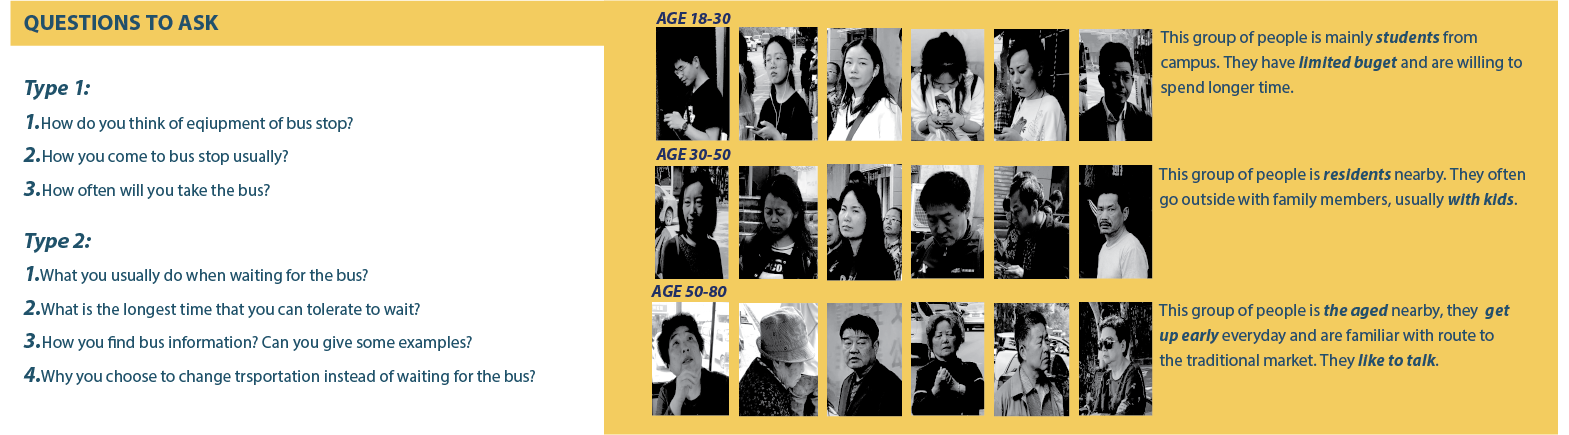 QUESTIONS TO ASK
Type 1:
1.How do you think of eqiupment of bus stop?
2.How you come to bus stop usually?
3.How often will you take the bus?
Type 2:
1.What you usually do when waiting for the bus?
2.What is the longest time that you can tolerate to wait?
3.How you find bus information? Can you give some examples?
4.Why you choose to change trsportation instead of waiting for the bus?
AGE 18-30
This group of people is mainly students from
campus. They have limited buget and are willing to
spend longer time.
AGE 30-50
This group of people is residents nearby. They often
go outside with family members, usually with kids.
AGE 50-80
This group of people is the aged nearby, they get
up early everyday and are familiar with route to
the traditional market. They like to talk.